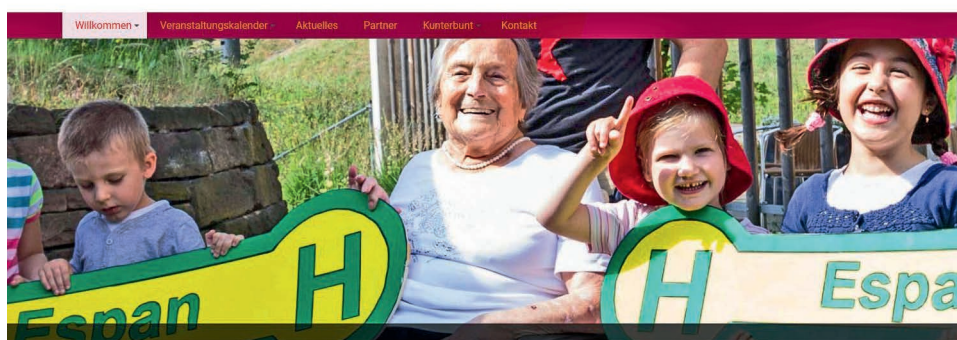 Willkommen Veranstaltungskalender Aktuelles Partner Kunterbunt Kontakt
H
H
Espa
Espan